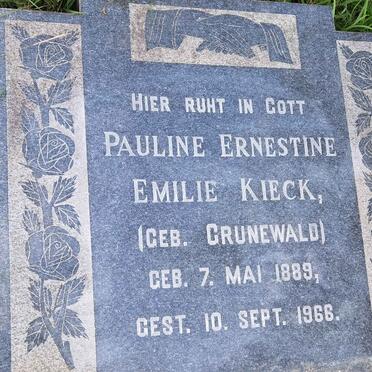 HIER RUHT IN GOTT
PAULINE ERNESTINE
EMILIE KIECK,
(GEB. GRUNEWALD)
GEB. 7. MAI 1889,
GEST. 10. SEPT. 1966.